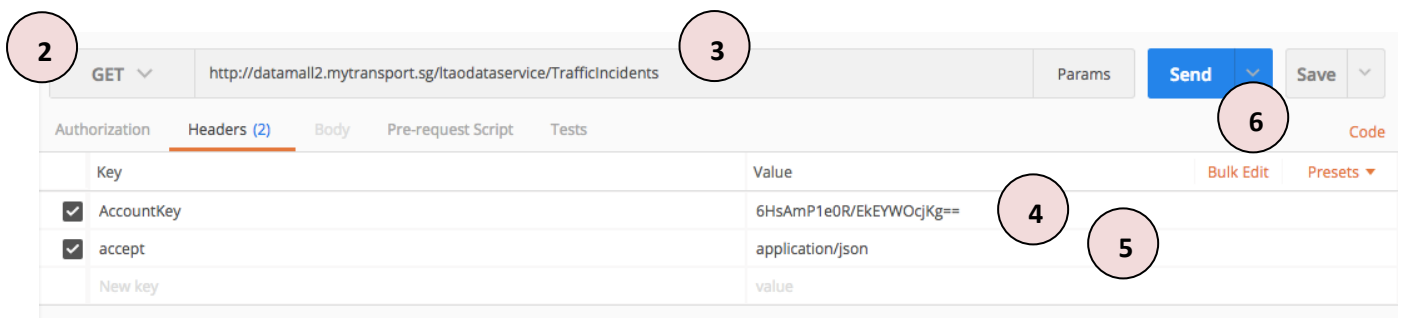 2
3
GET http://datamall2.mytransport.sg/ltaodataservice/TrafficIncidents Params Send Save
6
Authorization Headers (2) Body Pre-request Script Tests Code
Key Value Bulk Edit Presets
AccountKey 6HsAmP1e0R/EkEYWOcjKg== 4
accept application/json 5
New key value